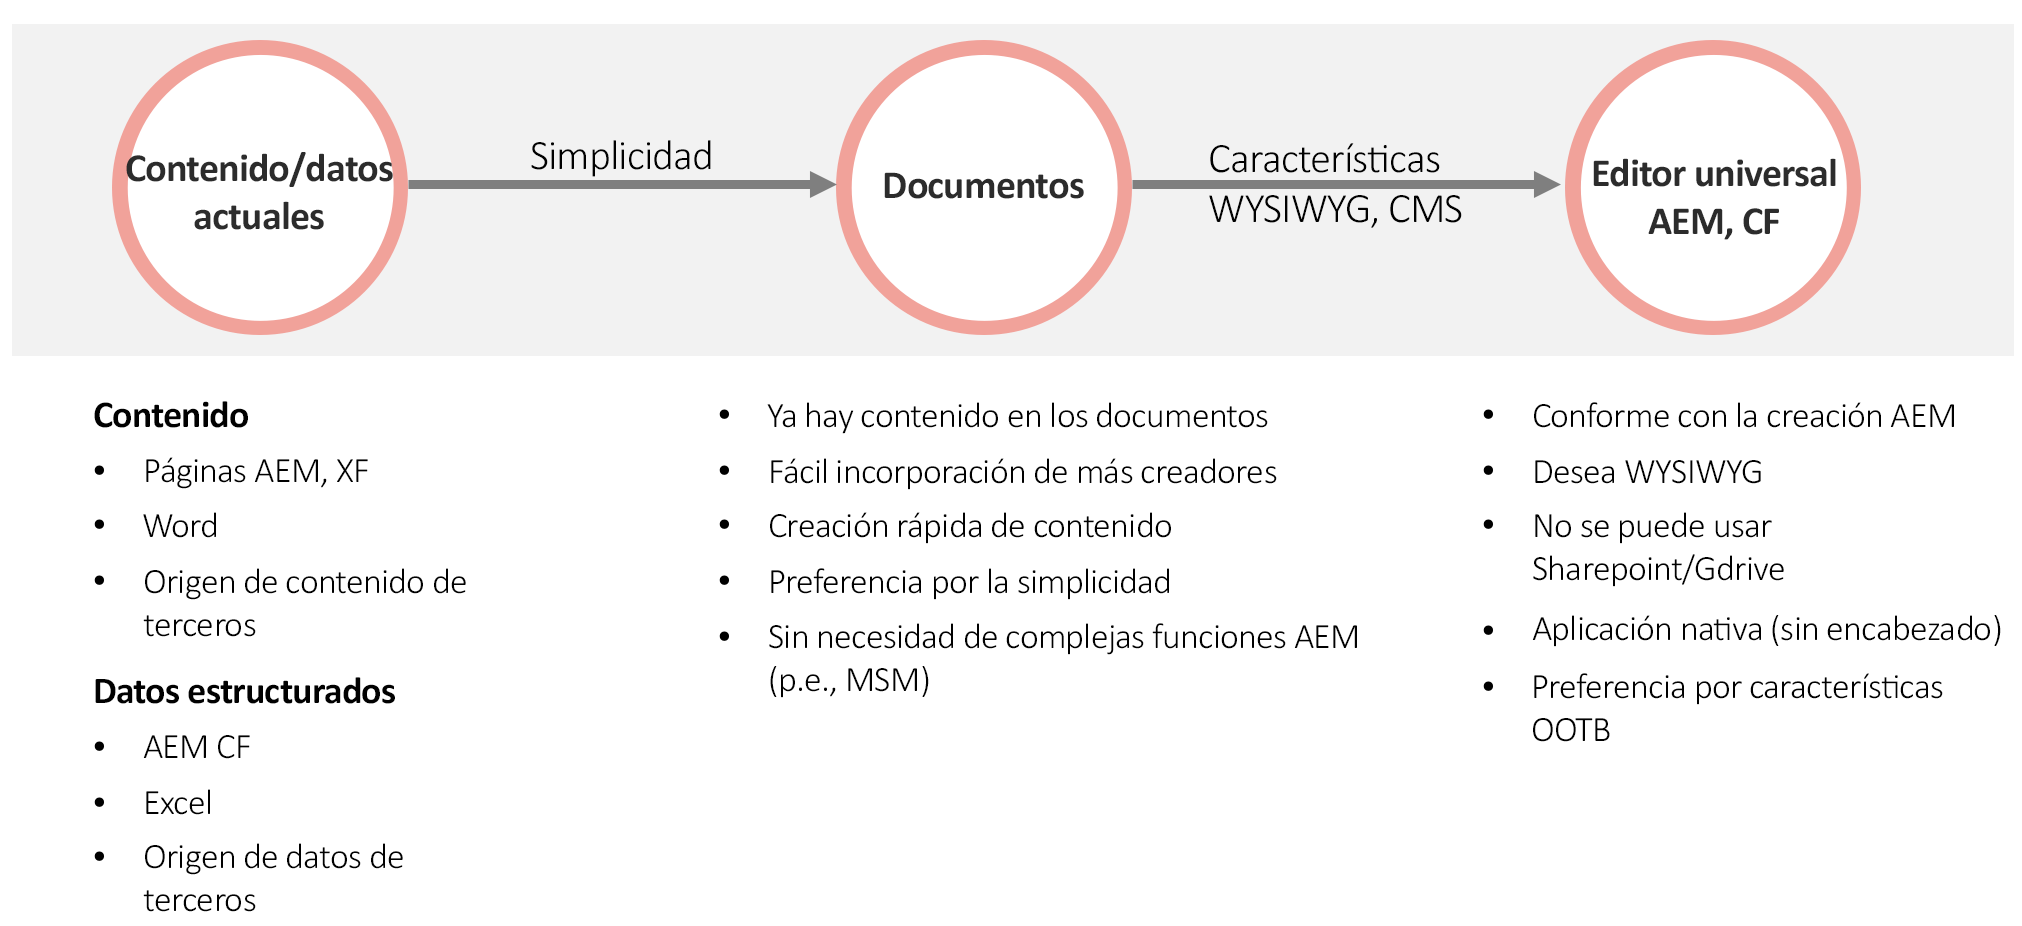 Contenido/datos
actuales
Simplicidad
Documentos
Características
WYSIWYG, CMS
Editor universal
AEM, CF
Contenido
• Páginas AEM, XF
• Word
• Origen de contenido de
terceros
Datos estructurados
• AEM CF
• Excel
• Origen de datos de
terceros
• Ya hay contenido en los documentos
• Fácil incorporación de más creadores
• Creación rápida de contenido
• Preferencia por la simplicidad
• Sin necesidad de complejas funciones AEM
(p.e., MSM)
• Conforme con la creación AEM
• Desea WYSIWYG
• No se puede usar
Sharepoint/Gdrive
• Aplicación nativa (sin encabezado)
• Preferencia por características
OOTB